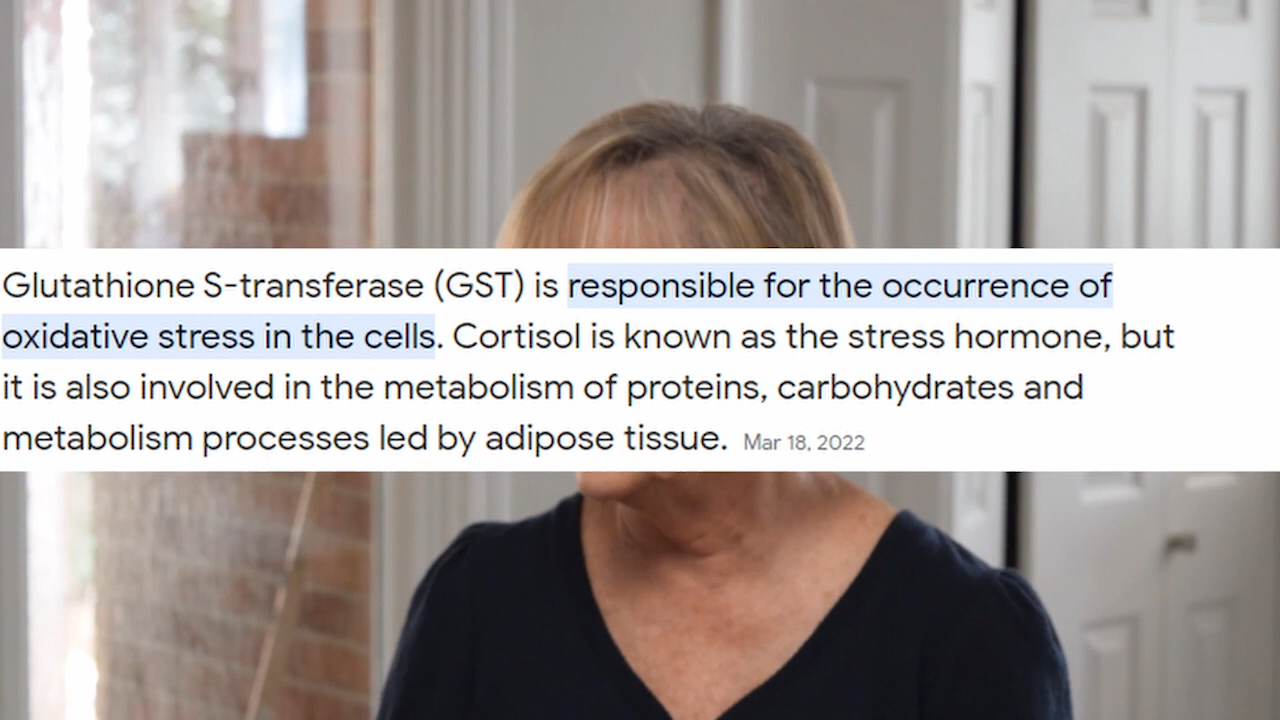 Glutathione S-transferase (GST) is responsible for the occurrence of
oxidative stress in the cells. Cortisol is known as the stress hormone, but
it is also involved in the metabolism of proteins, carbohydrates and
metabolism processes led by adipose tissue. Mar 18, 2022